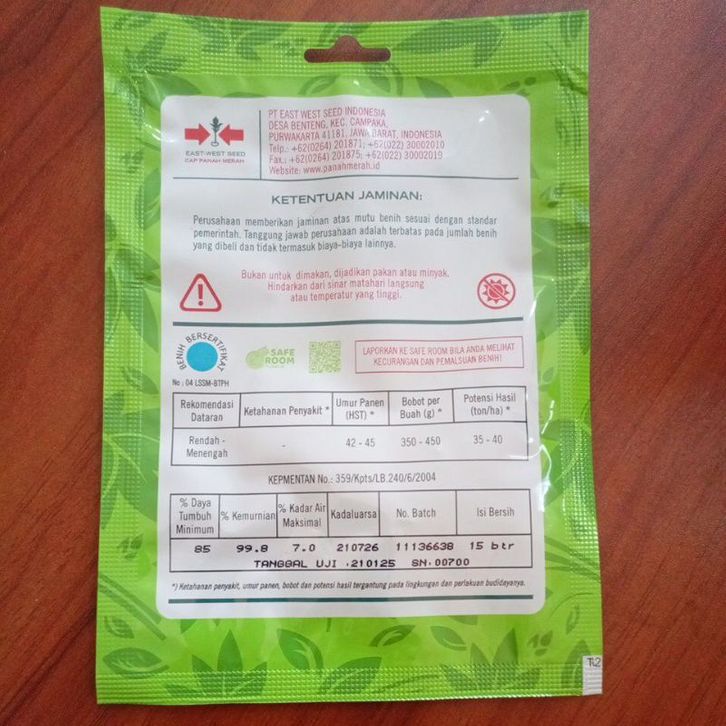 PT EAST WEST SEED INDONESIA
DESA BENTENG, KEC. CAMPAKA,
PURWAKARTA 41181, JAWA BARAT, INDONESIA
Telp.: +62(0264) 201871; +62(022) 30002010
Fax.: +62(0264) 201875; +62(022) 30002019
Website: www.panahmerah.id
EAST-WEST SEED
CAP PANAH MERAH
KETENTUAN JAMINAN:
Perusahaan memberikan jaminan atas mutu benih sesuai dengan standar
pemerintah. Tanggung jawab perusahaan adalah terbatas pada jumlah benih
yang dibeli dan tidak termasuk biaya-biaya lainnya.
Bukan untuk dimakan, dijadikan pakan atau minyak.
Hindarkan dari sinar matahari langsung
atau temperatur yang tinggi.
BENIH BERSERTIFIKAT
No : 04 LSSM-BTPH
SAFE
ROOM
LAPORKAN KE SAFE ROOM BILA ANDA MELIHAT
KECURANGAN DAN PEMALSUAN BENIH!
Rekomendasi Dataran Ketahanan Penyakit * Umur Panen (HST) * Bobot per Buah (g) * Potensi Hasil (ton/ha) *
Rendah - Menengah - 42 - 45 350 - 450 35 - 40
KEPMENTAN No.: 359/Kpts/LB.240/6/2004
% Daya Tumbuh Minimum % Kemurnian % Kadar Air Maksimal Kadaluarsa No. Batch Isi Bersih
85 99.8 7.0 210726 11136638 15 btr
TANGGAL UJI :210125 SN:00700
*) Ketahanan penyakit, umur panen, bobot dan potensi hasil tergantung pada lingkungan dan perlakuan budidayanya.